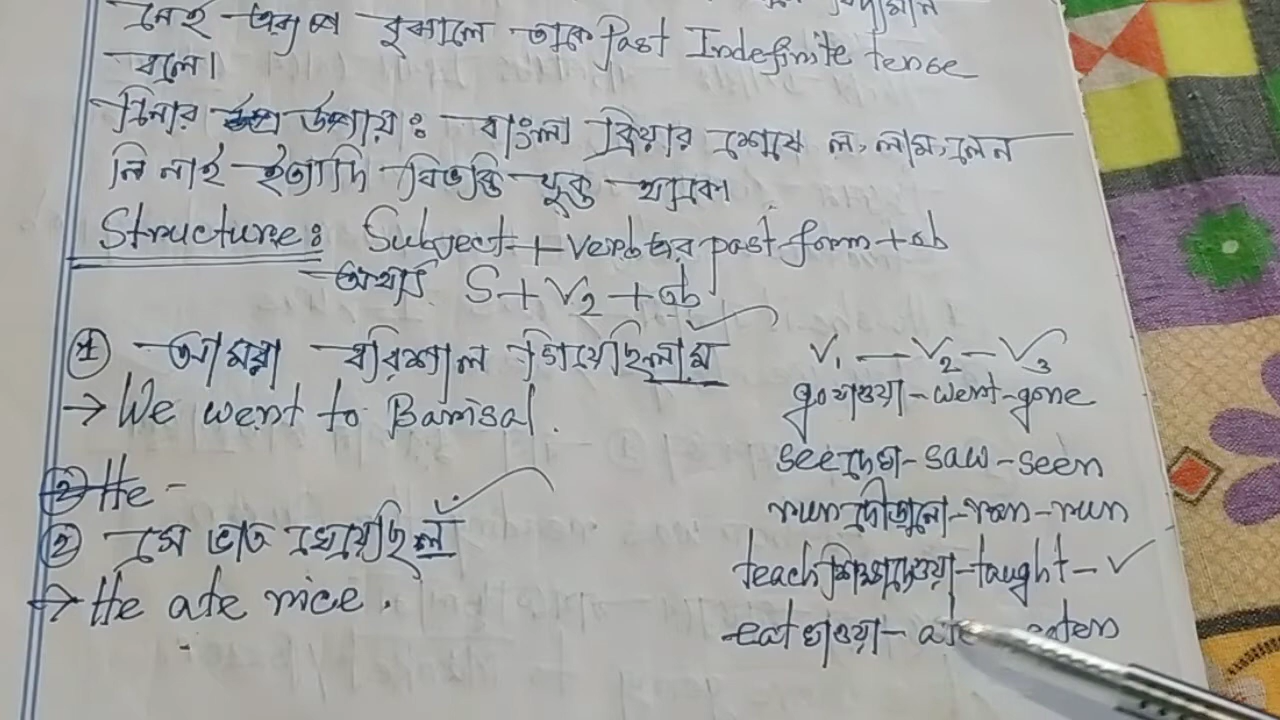 নেই এরূপ বুঝালে তাকে Past Indefinite tense
বলে।
চিনার উপায়ঃ বাংলা ক্রিয়ার শেষে ল, লাম, লেন
নি নাই ইত্যাদি বিভক্তি যুক্ত থাকে।
Structure: Subject + verb এর past form + ob
অর্থাৎ S + V2 + ob
① আমরা বরিশাল গিয়েছিলাম
→ We went to Barisal.
② He -
② সে ভাত খেয়েছিল
→ He ate rice.
V1 — V2 — V3
go যাওয়া - went - gone
see দেখা - saw - seen
run দৌড়ানো - ran - run
teach শিক্ষাদেওয়া - taught - ✓
eat খাওয়া - ate eaten